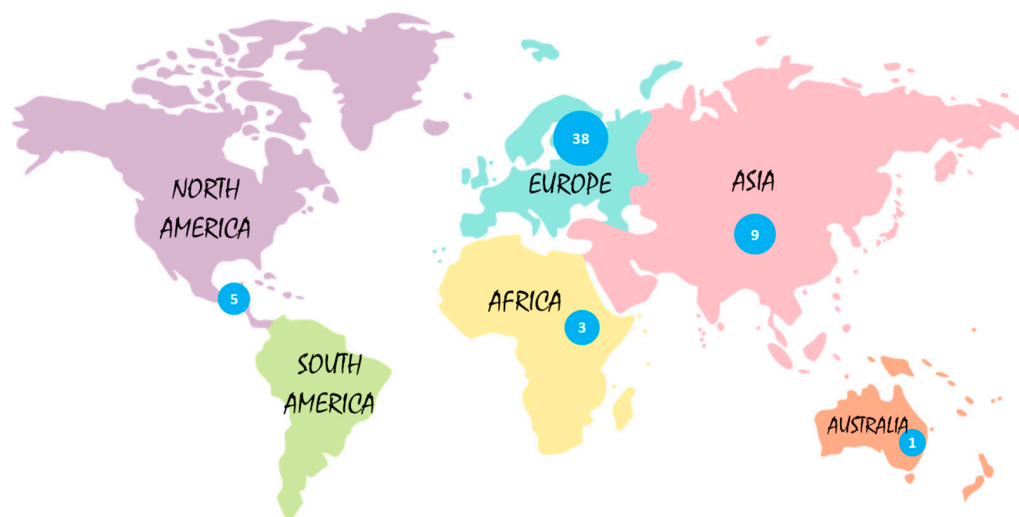 38
NORTH
AMERICA
EUROPE
ASIA
9
5
AFRICA
3
SOUTH
AMERICA
AUSTRALIA
1